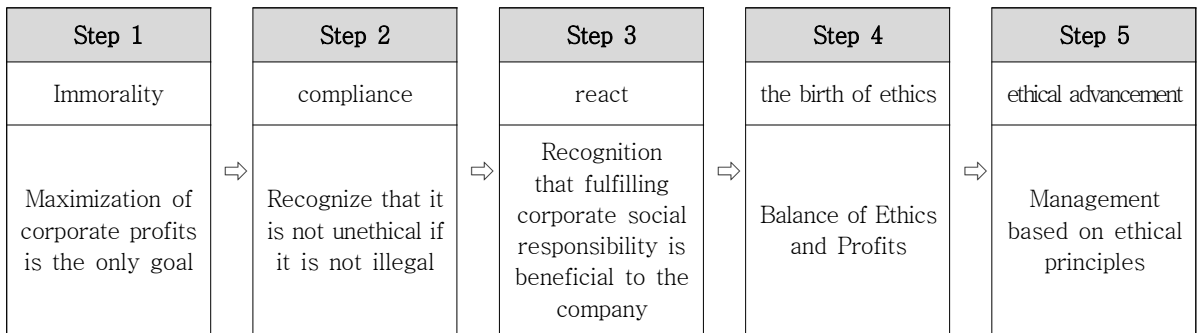 Step 1
Immorality
Maximization of
corporate profits
is the only goal
⇨
Step 2
compliance
Recognize that it
is not unethical if
it is not illegal
⇨
Step 3
react
Recognition
that fulfilling
corporate social
responsibility is
beneficial to the
company
⇨
Step 4
the birth of ethics
Balance of Ethics
and Profits
⇨
Step 5
ethical advancement
Management
based on ethical
principles